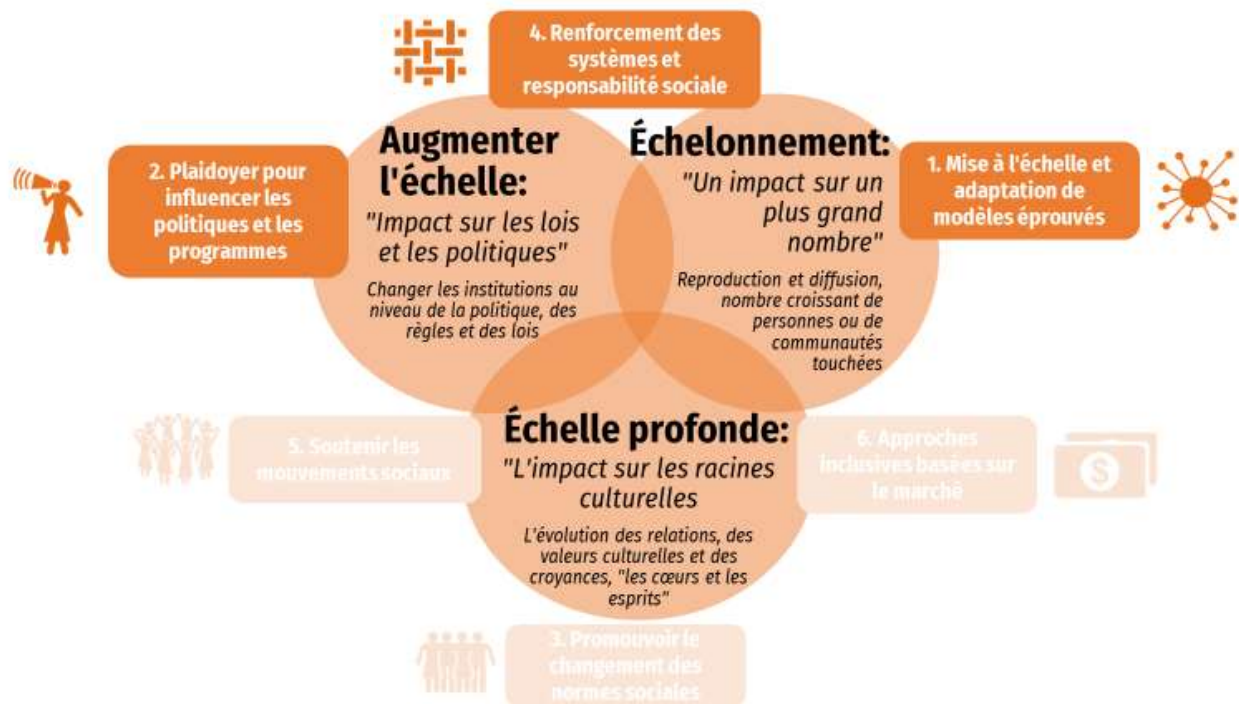 4. Renforcement des
systèmes et
responsabilité sociale
Augmenter
l'échelle:
"Impact sur les lois
et les politiques"
Changer les institutions au
niveau de la politique, des
règles et des lois
Échelonnement:
"Un impact sur un
plus grand
nombre"
Reproduction et diffusion,
nombre croissant de
personnes ou de
communautés
touchées
2. Plaidoyer pour
influencer les
politiques et les
programmes
1. Mise à l'échelle et
adaptation de
modèles éprouvés
Échelle profonde:
"L'impact sur les racines
culturelles
L'évolution des relations, des
valeurs culturelles et des
croyances, "les cœurs et les
esprits"
5. Soutenir les
mouvements sociaux
6. Approches
inclusives basées sur
le marché
$
3. Promouvoir le
changement des
normes sociales